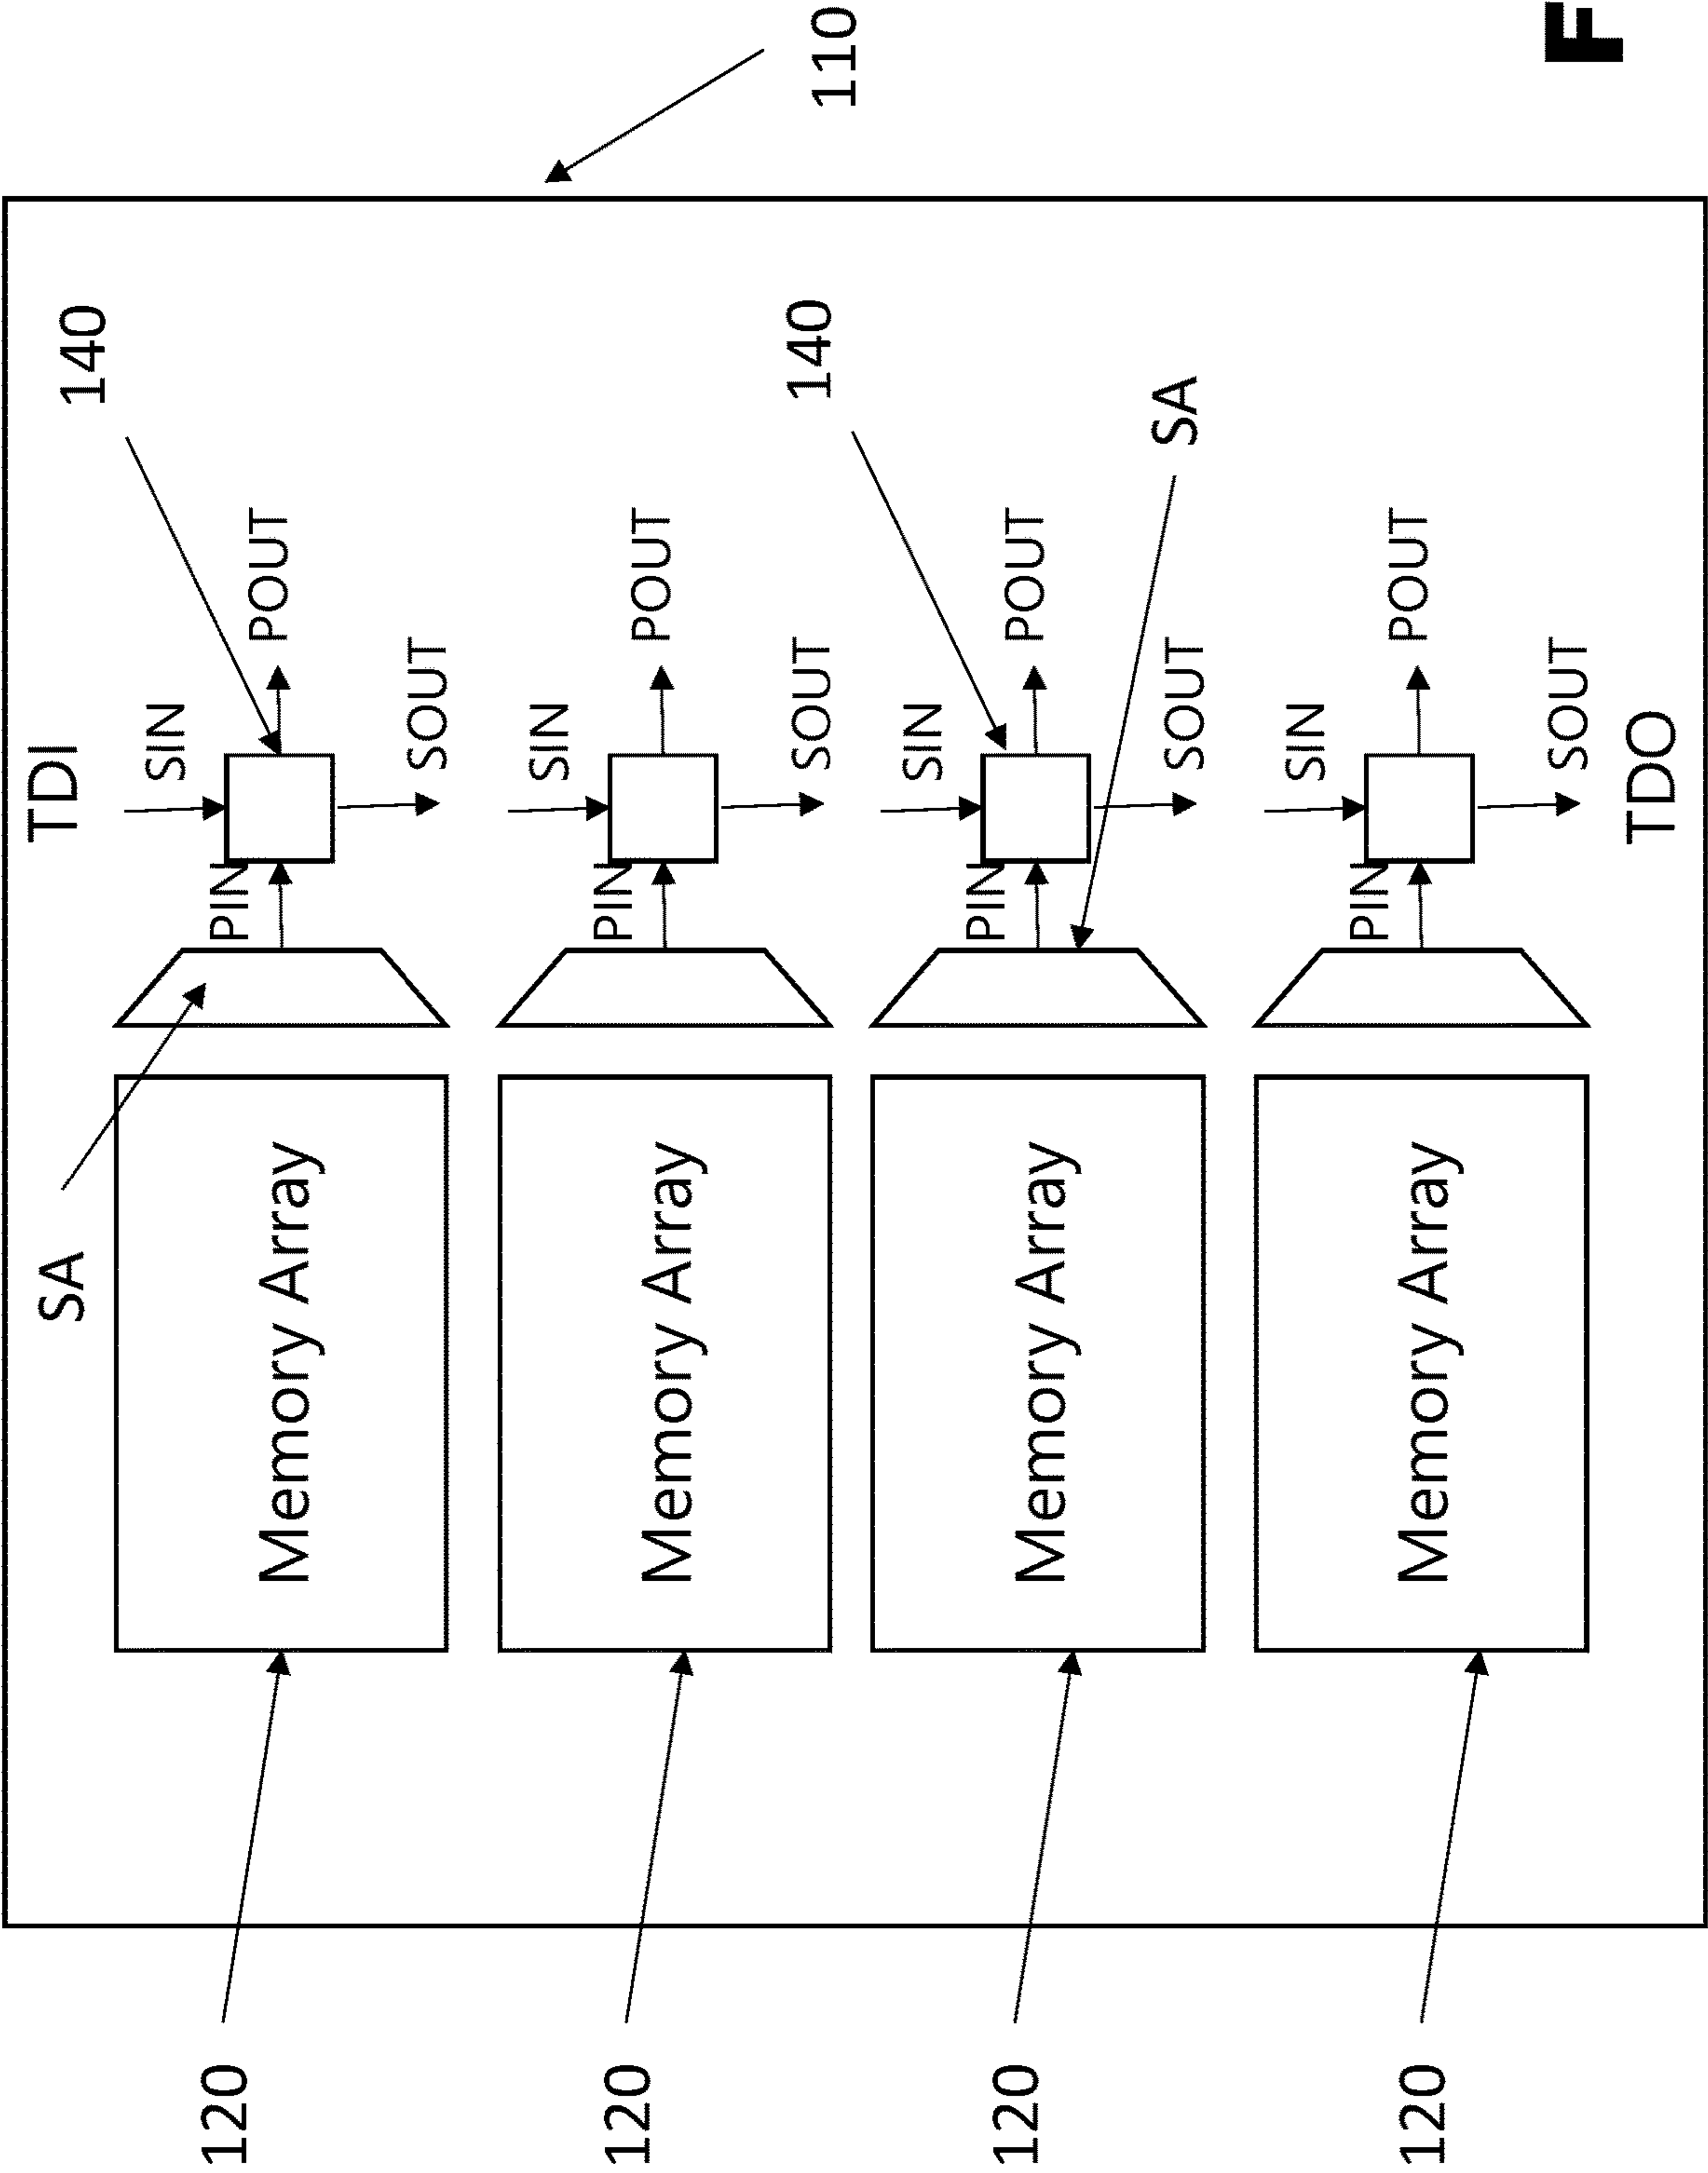 SA TDI 140
SIN
120 Memory Array PIN POUT
SOUT
SIN
120 Memory Array PIN POUT
SOUT 140 110
SIN
120 Memory Array PIN POUT
SOUT SA
SIN
120 Memory Array PIN POUT
SOUT
TDO
F